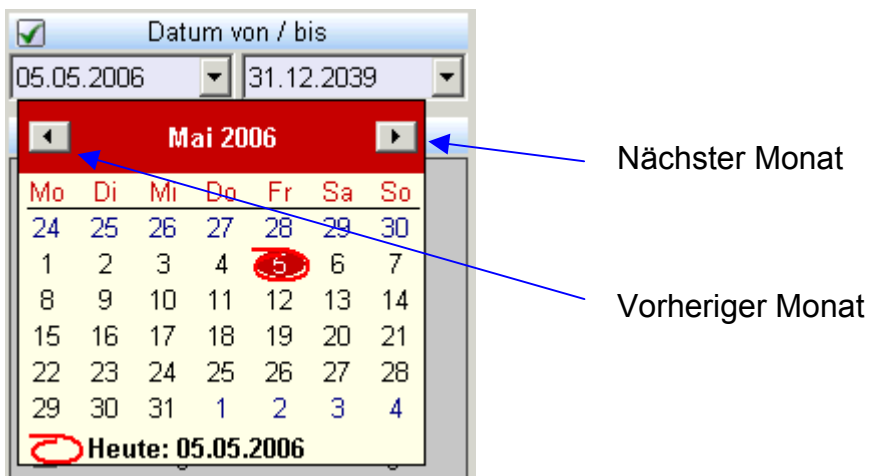 Datum von / bis
05.05.2006 31.12.2039
Mai 2006
Nächster Monat
Mo Di Mi Do Fr Sa So
24 25 26 27 28 29 30
1 2 3 4 5 6 7
8 9 10 11 12 13 14
Vorheriger Monat
15 16 17 18 19 20 21
22 23 24 25 26 27 28
29 30 31 1 2 3 4
Heute: 05.05.2006